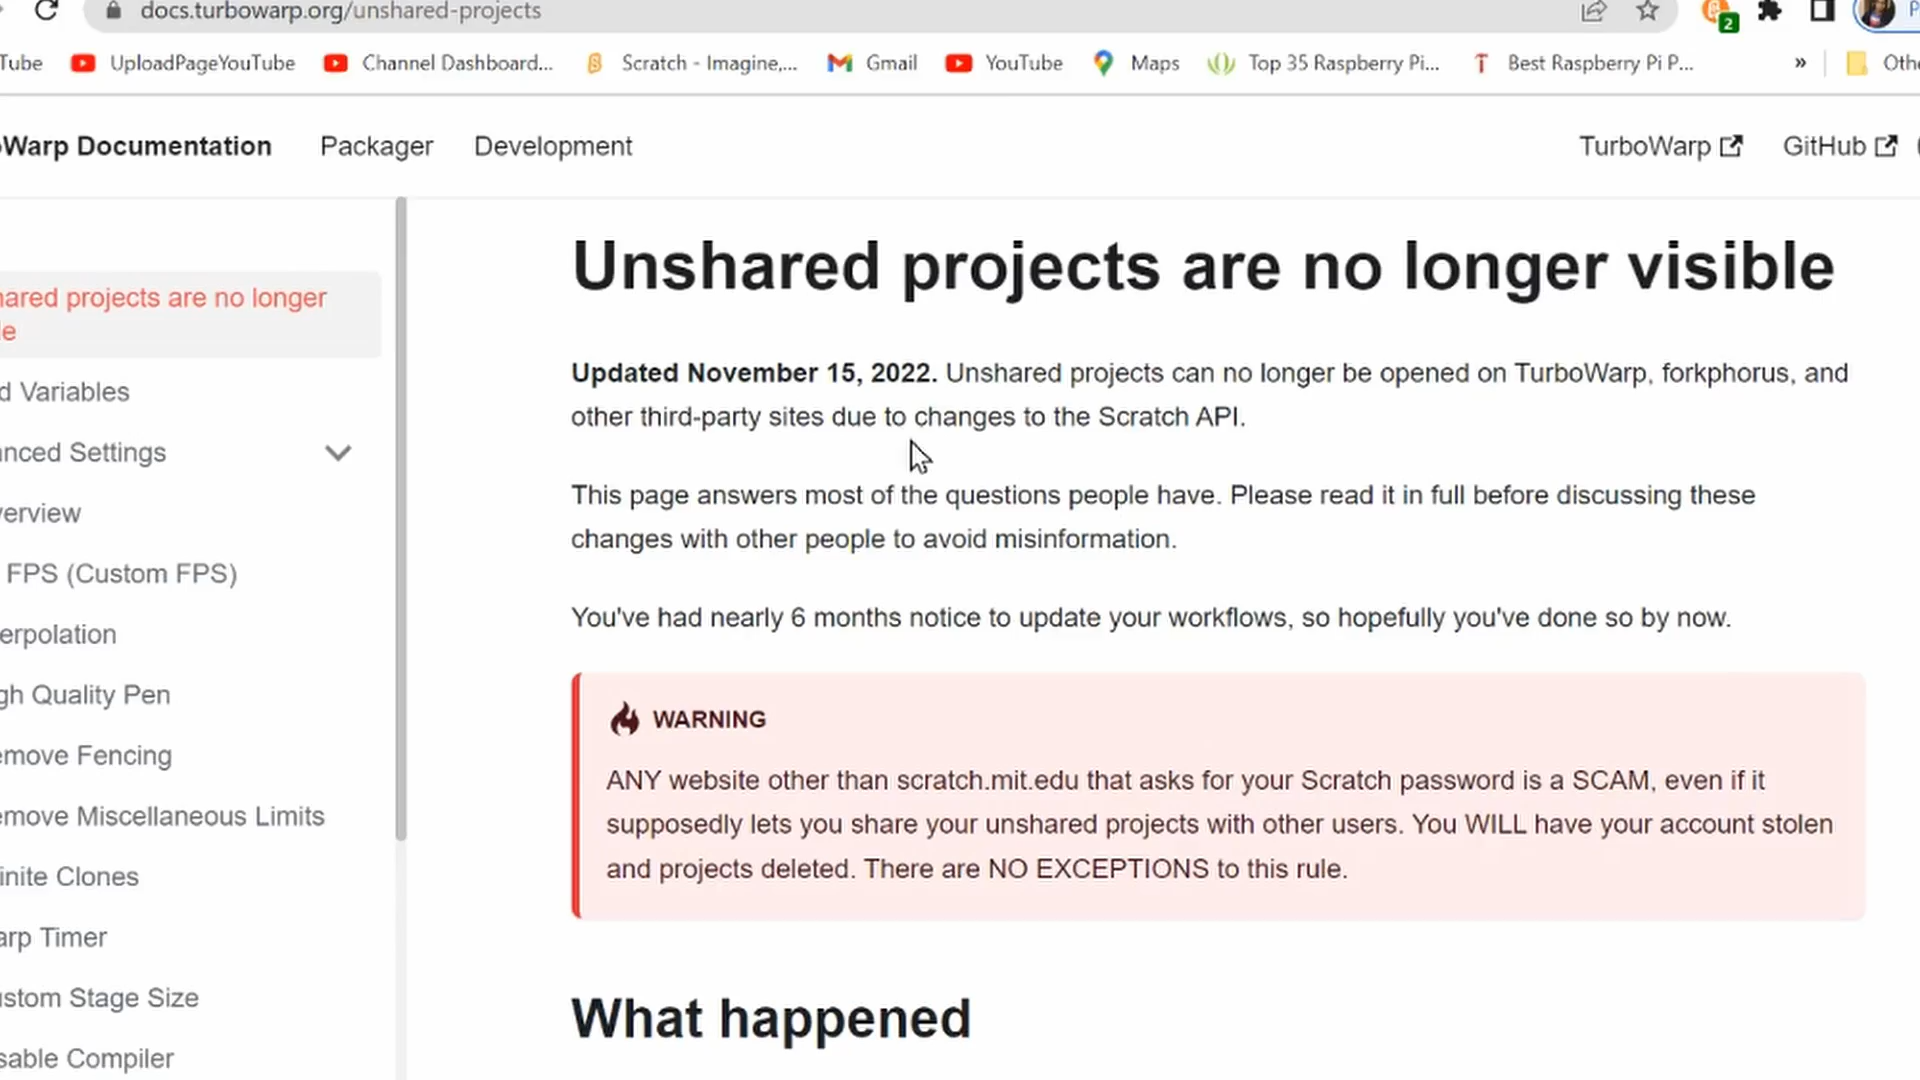 docs.turbowarp.org/unshared-projects
2
Tube UploadPageYouTube Channel Dashboard... Scratch - Imagine,... Gmail YouTube Maps Top 35 Raspberry Pi... Best Raspberry Pi P... » Othe
oWarp Documentation Packager Development TurboWarp GitHub
Unshared projects are no longer visible
hared projects are no longer
le
Updated November 15, 2022. Unshared projects can no longer be opened on TurboWarp, forkphorus, and
other third-party sites due to changes to the Scratch API.
d Variables
anced Settings
This page answers most of the questions people have. Please read it in full before discussing these
changes with other people to avoid misinformation.
verview
FPS (Custom FPS)
You've had nearly 6 months notice to update your workflows, so hopefully you've done so by now.
erpolation
gh Quality Pen
emove Fencing
emove Miscellaneous Limits
inite Clones
arp Timer
ustom Stage Size
sable Compiler
WARNING
ANY website other than scratch.mit.edu that asks for your Scratch password is a SCAM, even if it
supposedly lets you share your unshared projects with other users. You WILL have your account stolen
and projects deleted. There are NO EXCEPTIONS to this rule.
What happened